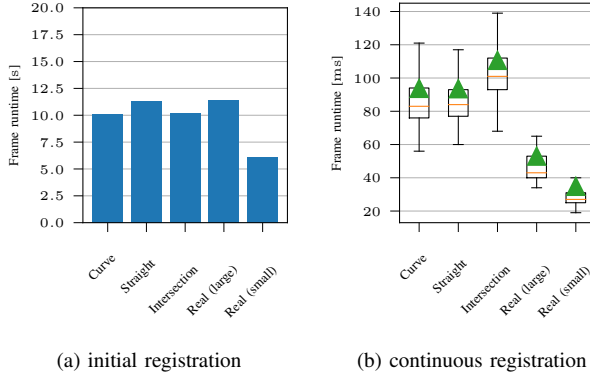 20.0
17.5
15.0
12.5
10.0
7.5
5.0
2.5
0.0
Frame runtime [s]
Curve
Straight
Intersection
Real (large)
Real (small)
(a) initial registration
140
120
100
80
60
40
20
Frame runtime [ms]
Curve
Straight
Intersection
Real (large)
Real (small)
(b) continuous registration